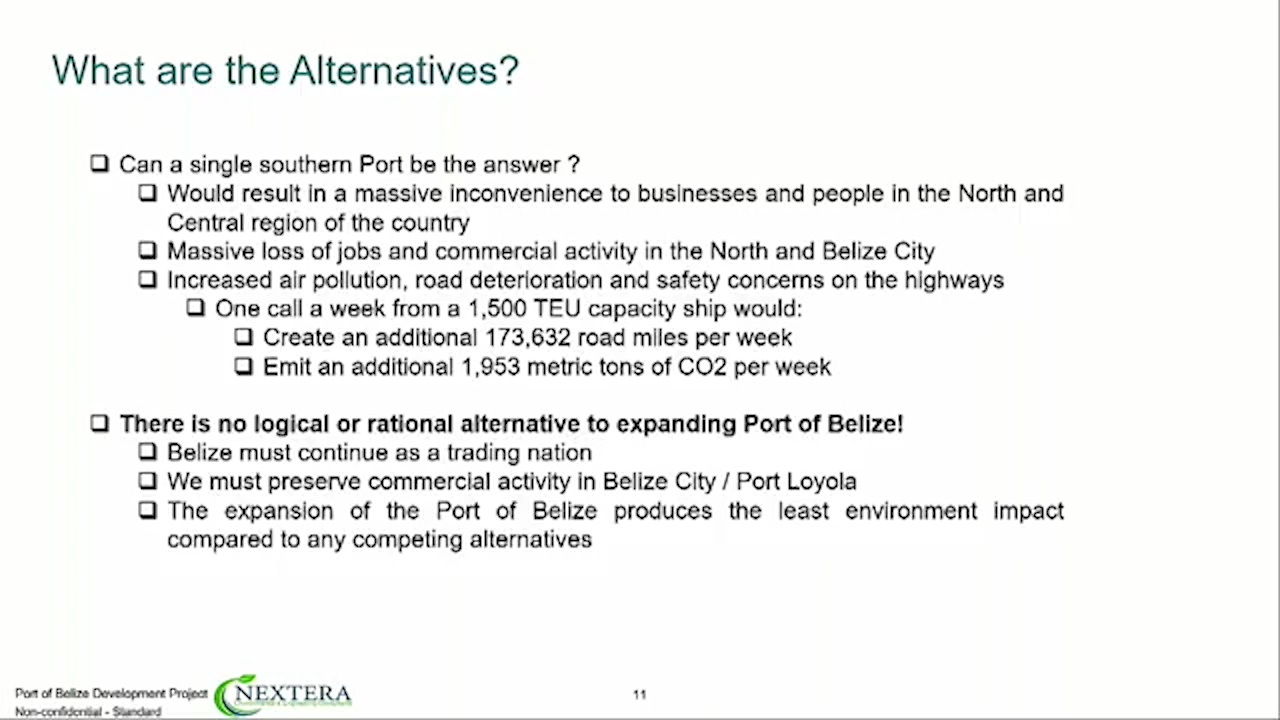 What are the Alternatives?
❑ Can a single southern Port be the answer ?
❑ Would result in a massive inconvenience to businesses and people in the North and
Central region of the country
❑ Massive loss of jobs and commercial activity in the North and Belize City
❑ Increased air pollution, road deterioration and safety concerns on the highways
❑ One call a week from a 1,500 TEU capacity ship would:
❑ Create an additional 173,632 road miles per week
❑ Emit an additional 1,953 metric tons of CO2 per week
❑ There is no logical or rational alternative to expanding Port of Belize!
❑ Belize must continue as a trading nation
❑ We must preserve commercial activity in Belize City / Port Loyola
❑ The expansion of the Port of Belize produces the least environment impact
compared to any competing alternatives
Port of Belize Development Project
Non-confidential - Standard
NEXTERA
11